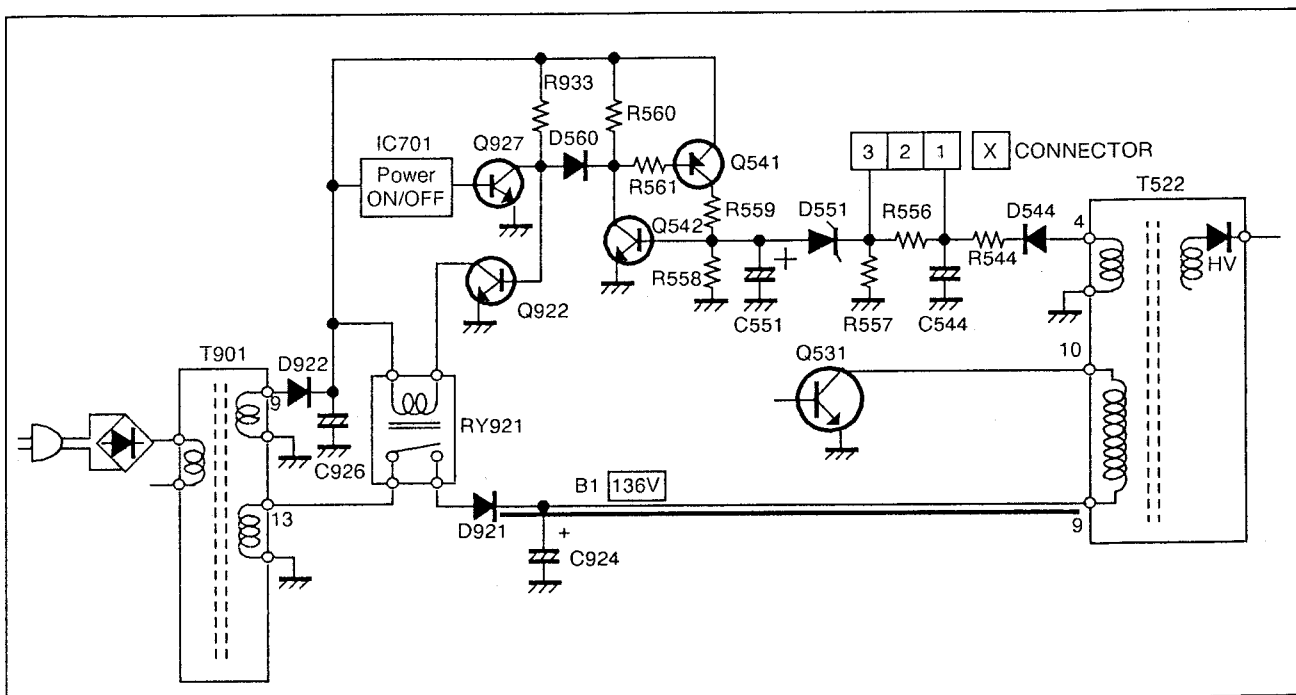 R933
R560
IC701
Power
ON/OFF
Q927
D560
R561
Q541
3 2 1 X CONNECTOR
T522
Q542
R559
D551
R556
R544
D544
4
HV
Q922
R558
C551
+
R557
C544
T901
D922
9
C926
RY921
Q531
10
13
D921
B1 136V
+
C924
9